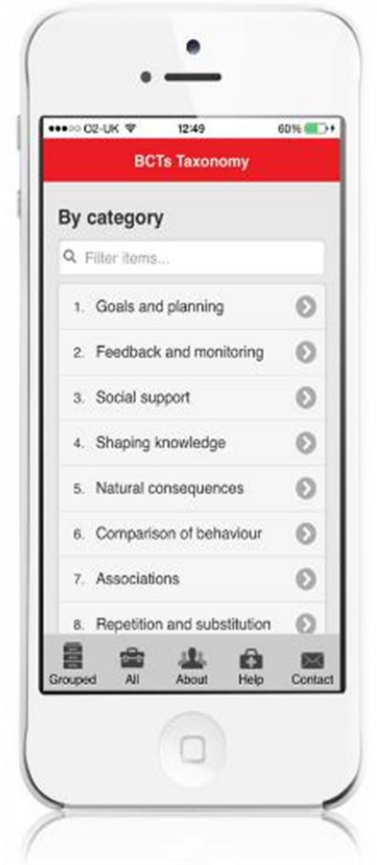 O2-UK 12:49 60%
BCTs Taxonomy
By category
Filter items...
1. Goals and planning
2. Feedback and monitoring
3. Social support
4. Shaping knowledge
5. Natural consequences
6. Comparison of behaviour
7. Associations
8. Repetition and substitution
Grouped All About Help Contact